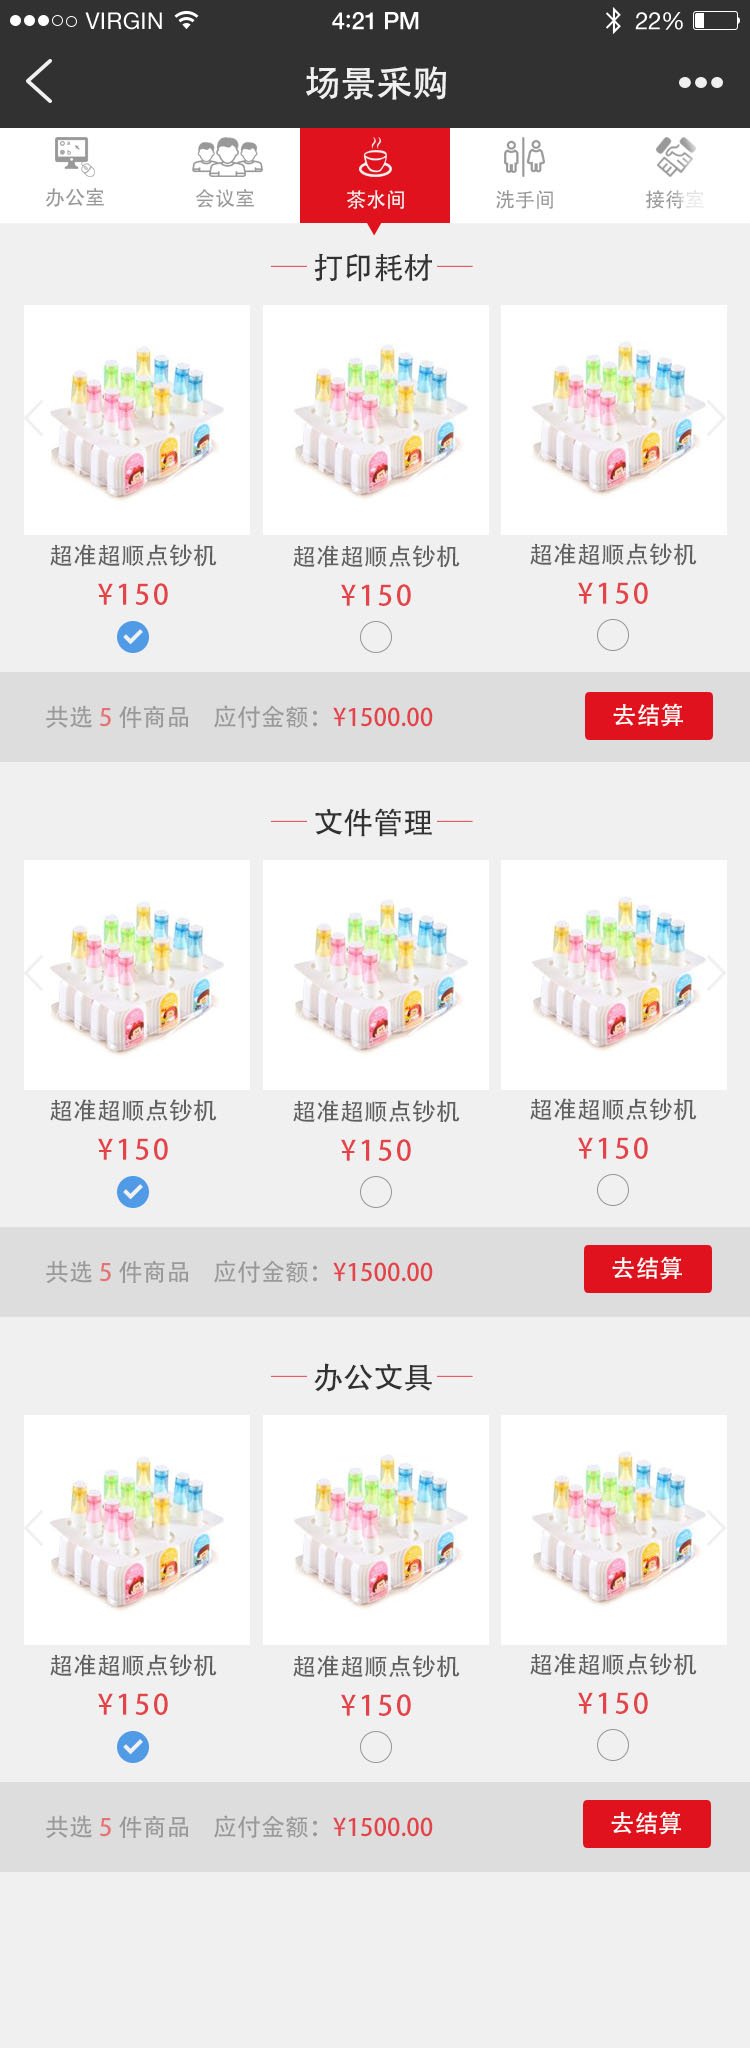 VIRGIN 4:21 PM 22%
场景采购
办公室 会议室 茶水间 洗手间 接待室
打印耗材
超准超顺点钞机 超准超顺点钞机 超准超顺点钞机
¥150 ¥150 ¥150
共选 5 件商品 应付金额：¥1500.00 去结算
文件管理
超准超顺点钞机 超准超顺点钞机 超准超顺点钞机
¥150 ¥150 ¥150
共选 5 件商品 应付金额：¥1500.00 去结算
办公文具
超准超顺点钞机 超准超顺点钞机 超准超顺点钞机
¥150 ¥150 ¥150
共选 5 件商品 应付金额：¥1500.00 去结算